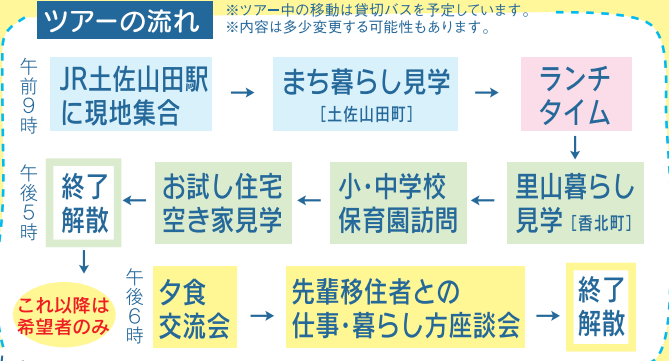 ツアーの流れ
※ツアー中の移動は貸切バスを予定しています。
※内容は多少変更する可能性もあります。
午前9時
JR土佐山田駅
に現地集合
まち暮らし見学
[土佐山田町]
ランチ
タイム
里山暮らし
見学[香北町]
小・中学校
保育園訪問
お試し住宅
空き家見学
午後5時
終了
解散
これ以降は
希望者のみ
午後6時
夕食
交流会
先輩移住者との
仕事・暮らし方座談会
終了
解散